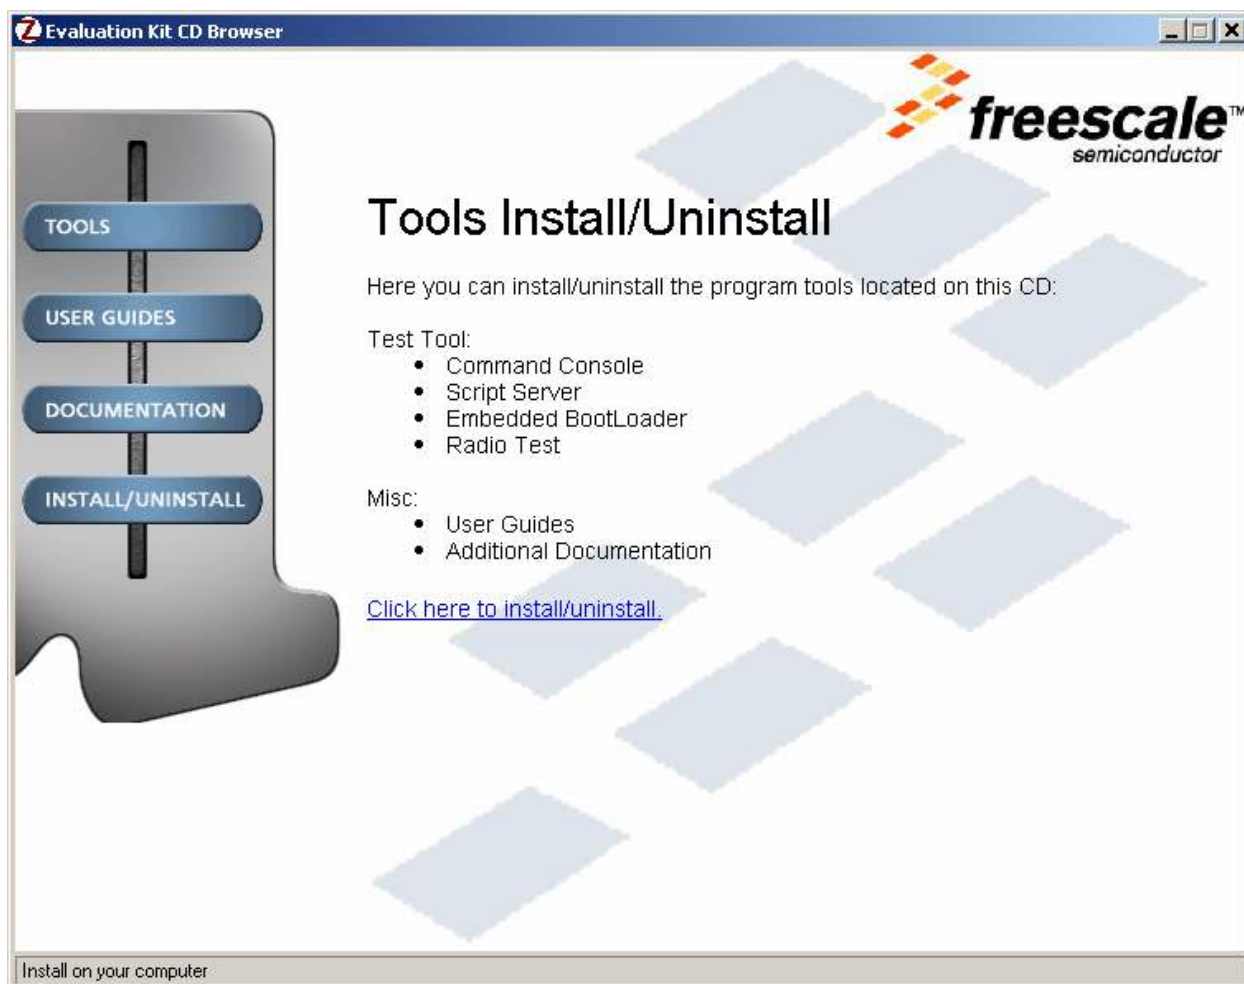 Evaluation Kit CD Browser
freescale™
semiconductor
TOOLS
USER GUIDES
DOCUMENTATION
INSTALL/UNINSTALL
Tools Install/Uninstall
Here you can install/uninstall the program tools located on this CD:
Test Tool:
• Command Console
• Script Server
• Embedded BootLoader
• Radio Test
Misc:
• User Guides
• Additional Documentation
Click here to install/uninstall.
Install on your computer